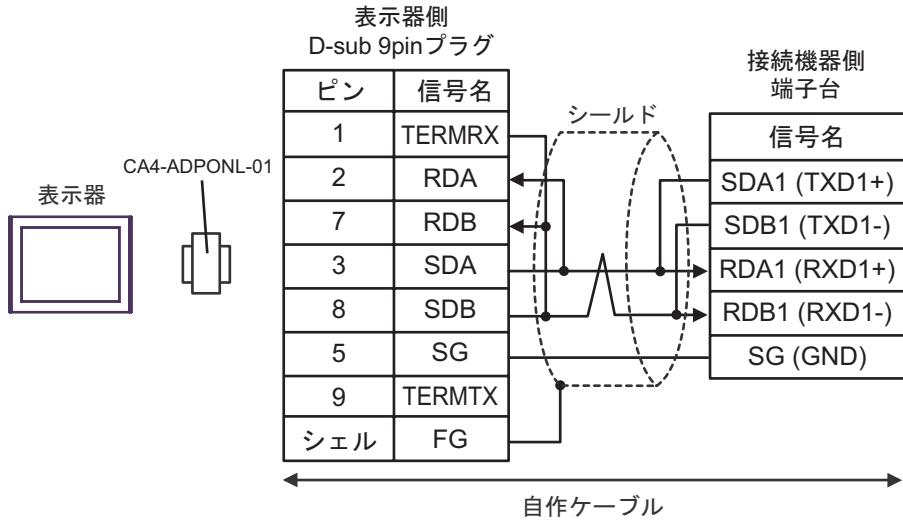 表示器側
D-sub 9pinプラグ
接続機器側
端子台
ピン 信号名
シールド
信号名
1 TERMRX
CA4-ADPONL-01
表示器
2 RDA
SDA1 (TXD1+)
7 RDB
SDB1 (TXD1-)
3 SDA
RDA1 (RXD1+)
8 SDB
RDB1 (RXD1-)
5 SG
SG (GND)
9 TERMTX
シェル FG
自作ケーブル